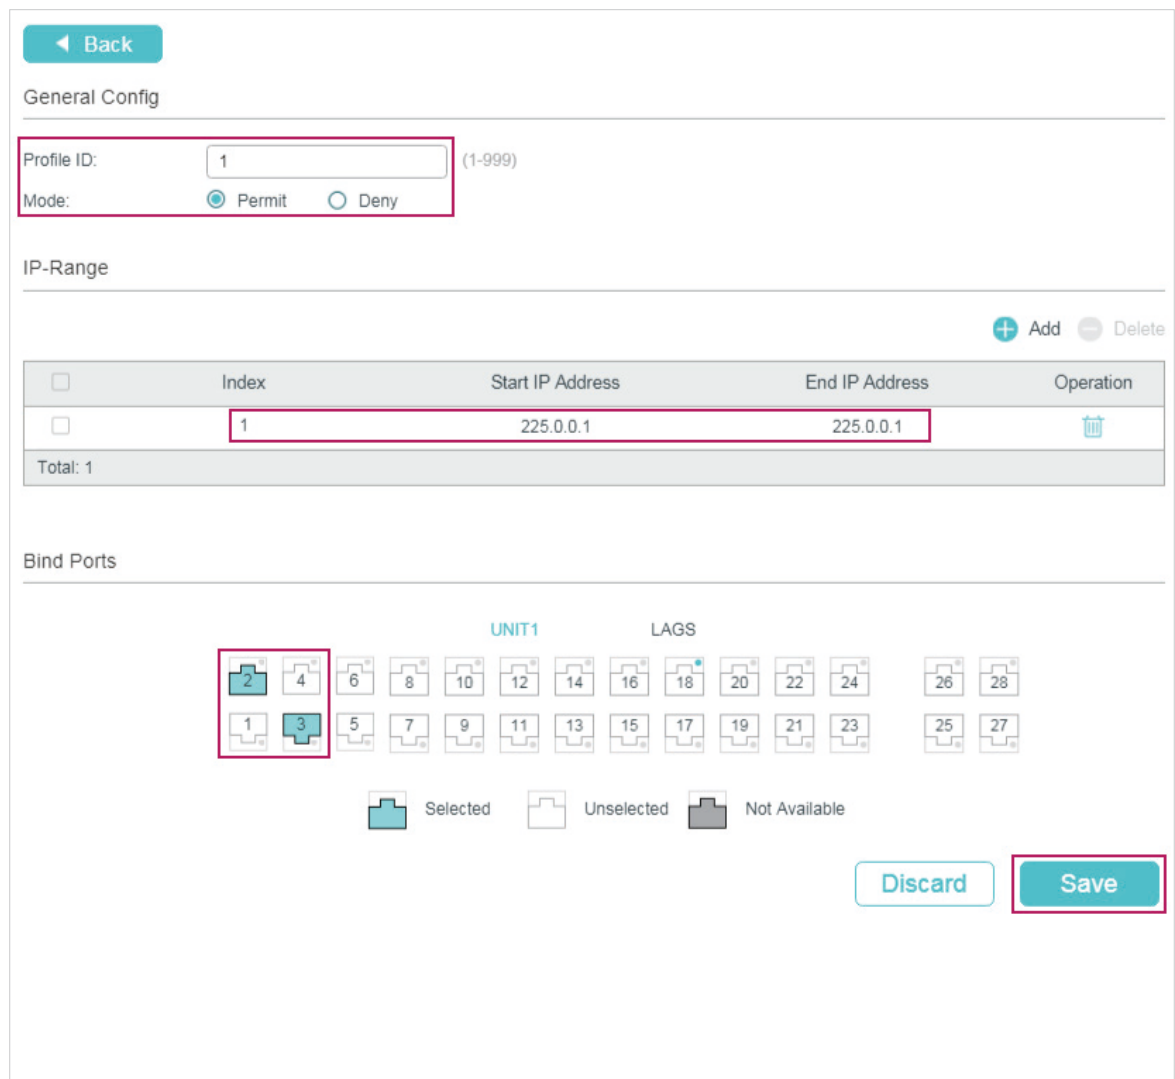 Back
General Config
Profile ID: 1 (1-999)
Mode: Permit Deny
IP-Range
Add Delete
Index Start IP Address End IP Address Operation
1 225.0.0.1 225.0.0.1
Total: 1
Bind Ports
UNIT1 LAGS
2 4 6 8 10 12 14 16 18 20 22 24 26 28
1 3 5 7 9 11 13 15 17 19 21 23 25 27
Selected Unselected Not Available
Discard Save